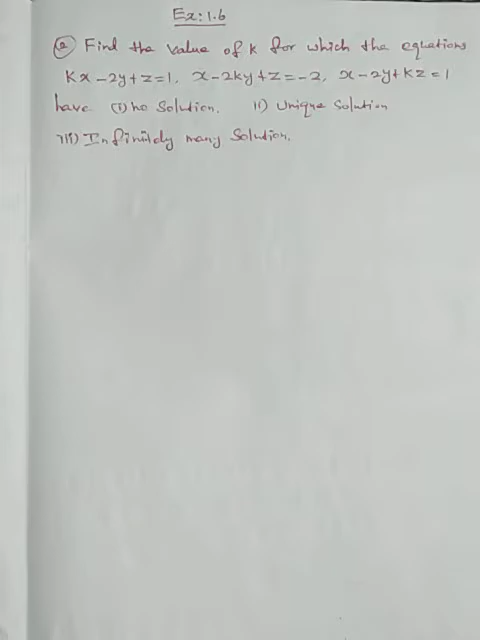 Ex: 1.6
② Find the value of k for which the equations
Kx - 2y + z = 1, x - 2ky + z = -2, x - 2y + kz = 1
have (i) no Solution. ii) Unique Solution
iii) Infinitely many Solution.